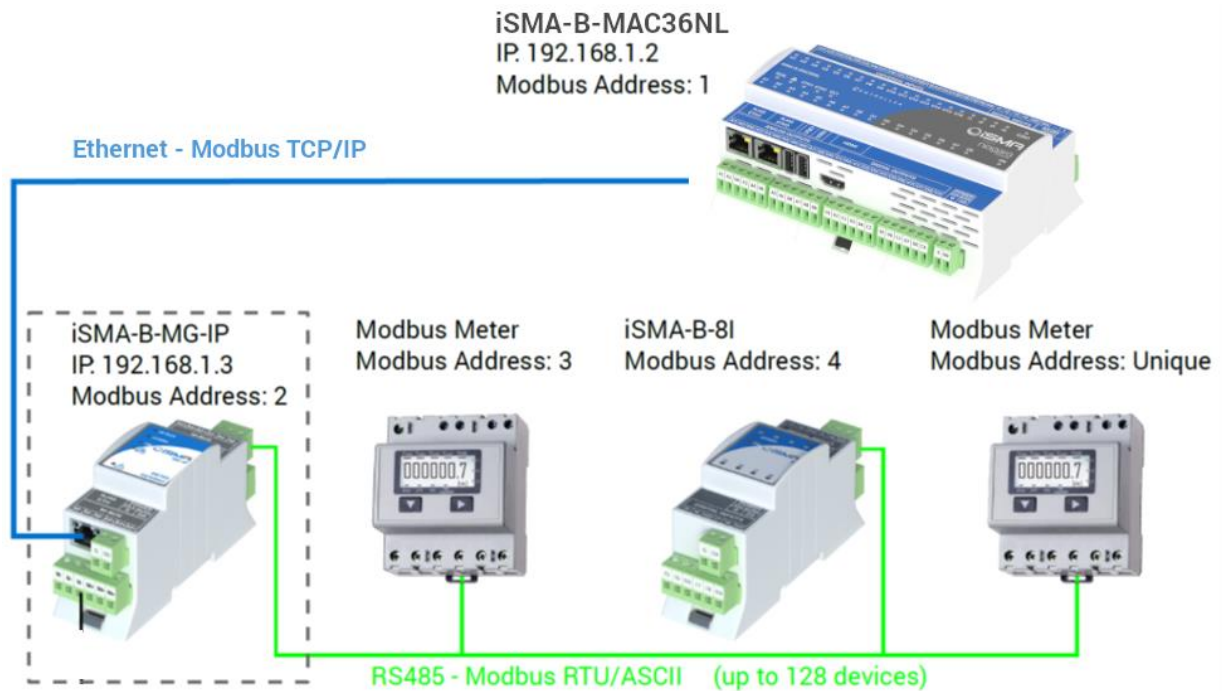 iSMA-B-MAC36NL
IP. 192.168.1.2
Modbus Address: 1
Ethernet - Modbus TCP/IP
iSMA
iSMA-B-MG-IP
IP. 192.168.1.3
Modbus Address: 2
Modbus Meter
Modbus Address: 3
iSMA-B-8I
Modbus Address: 4
Modbus Meter
Modbus Address: Unique
000000.7
000000.7
RS485 - Modbus RTU/ASCII (up to 128 devices)